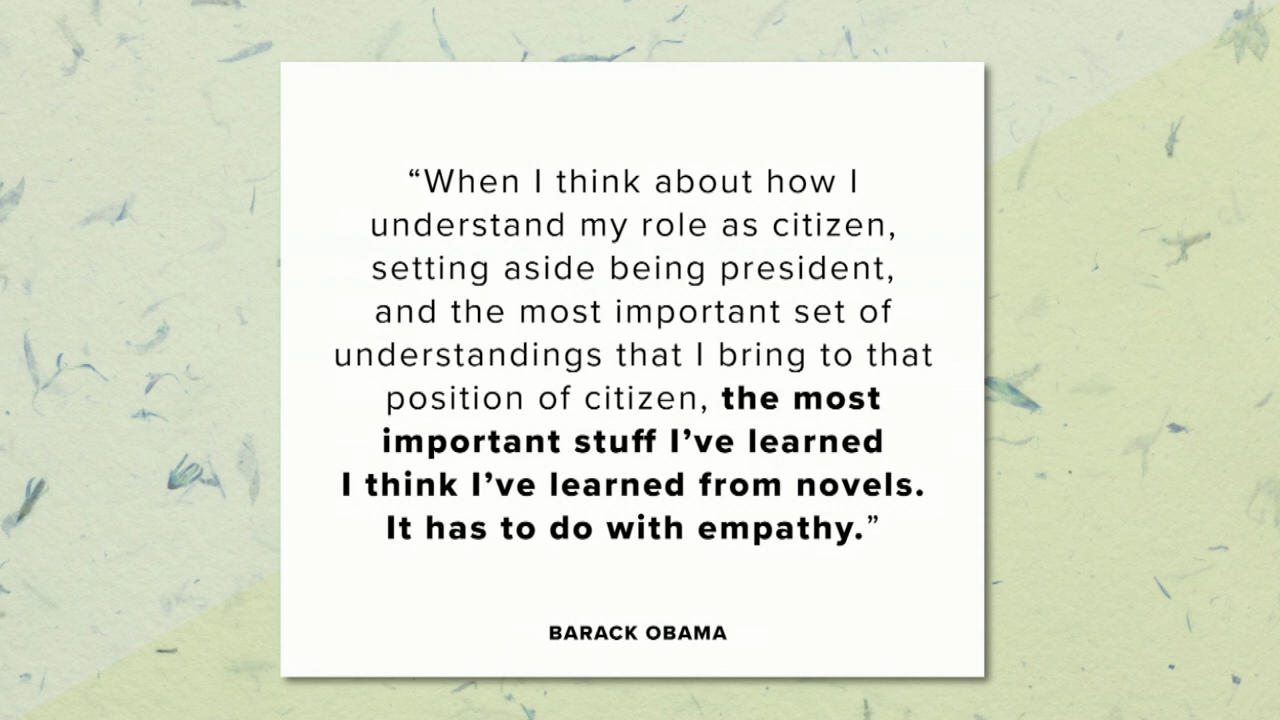 “When I think about how I
understand my role as citizen,
setting aside being president,
and the most important set of
understandings that I bring to that
position of citizen, the most
important stuff I’ve learned
I think I’ve learned from novels.
It has to do with empathy.”
BARACK OBAMA